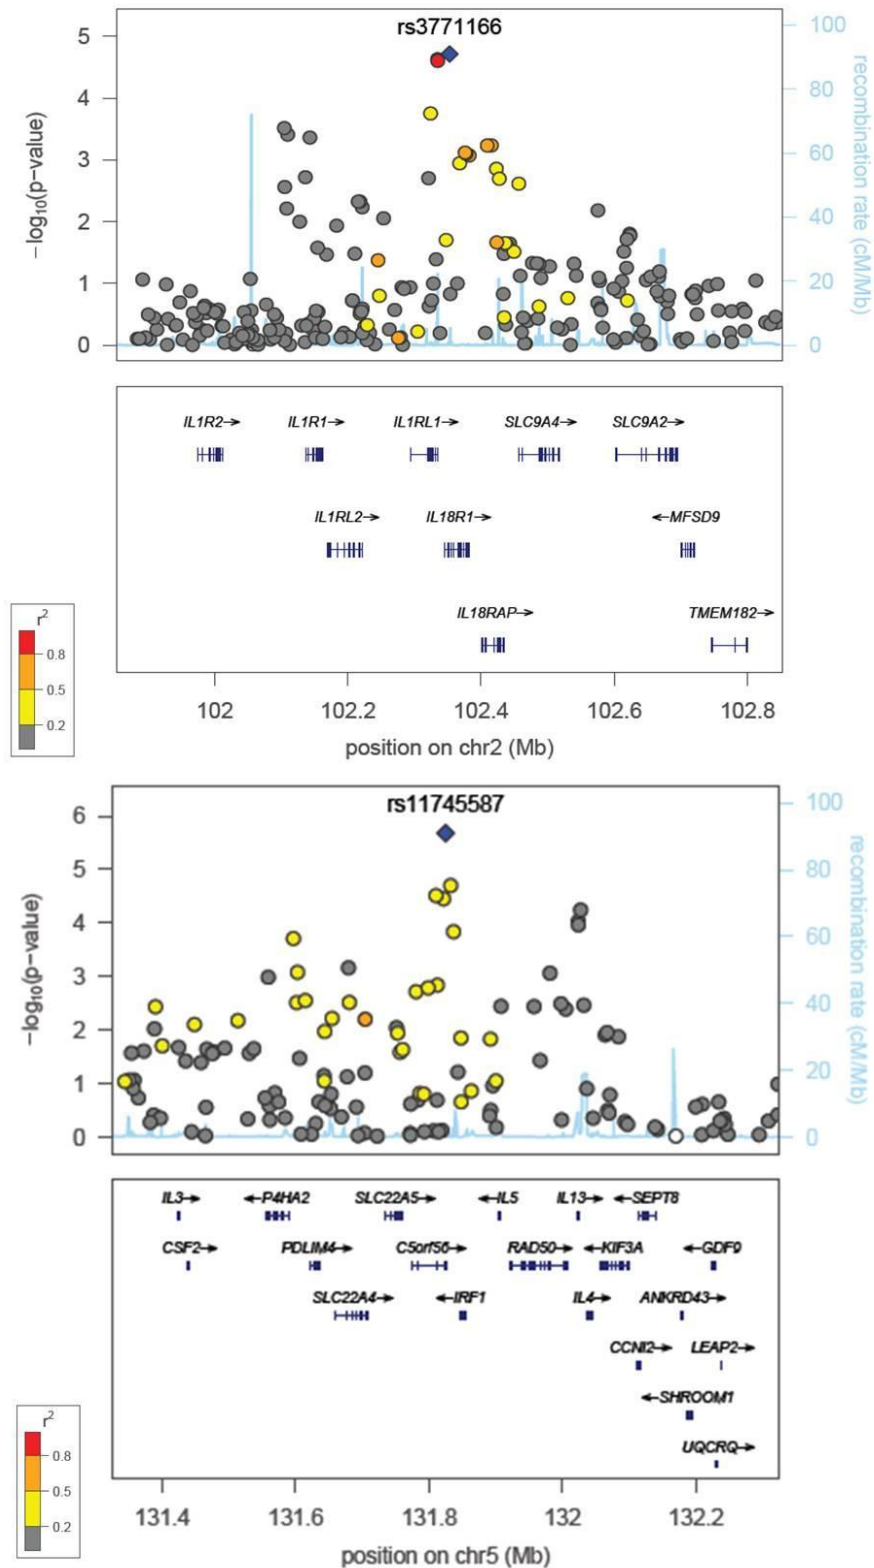 rs3771166
5
4
3
2
1
0
−log10(p−value)
100
80
60
40
20
0
recombination rate (cM/Mb)
IL1R2→
IL1R1→
IL1RL1→
SLC9A4→
SLC9A2→
IL1RL2→
IL18R1→
←MFSD9
IL18RAP→
TMEM182→
r2
0.8
0.5
0.2
102
102.2
102.4
102.6
102.8
position on chr2 (Mb)
rs11745587
6
5
4
3
2
1
0
−log10(p−value)
100
80
60
40
20
0
recombination rate (cM/Mb)
IL3→
←P4HA2
SLC22A5→
←IL5
IL13→
←SEPT8
CSF2→
PDLIM4→
C5orf56→
RAD50→
←KIF3A
←GDF9
SLC22A4→
←IRF1
IL4→
ANKRD43→
CCNI2→
LEAP2→
←SHROOM1
UQCRQ→
r2
0.8
0.5
0.2
131.4
131.6
131.8
132
132.2
position on chr5 (Mb)